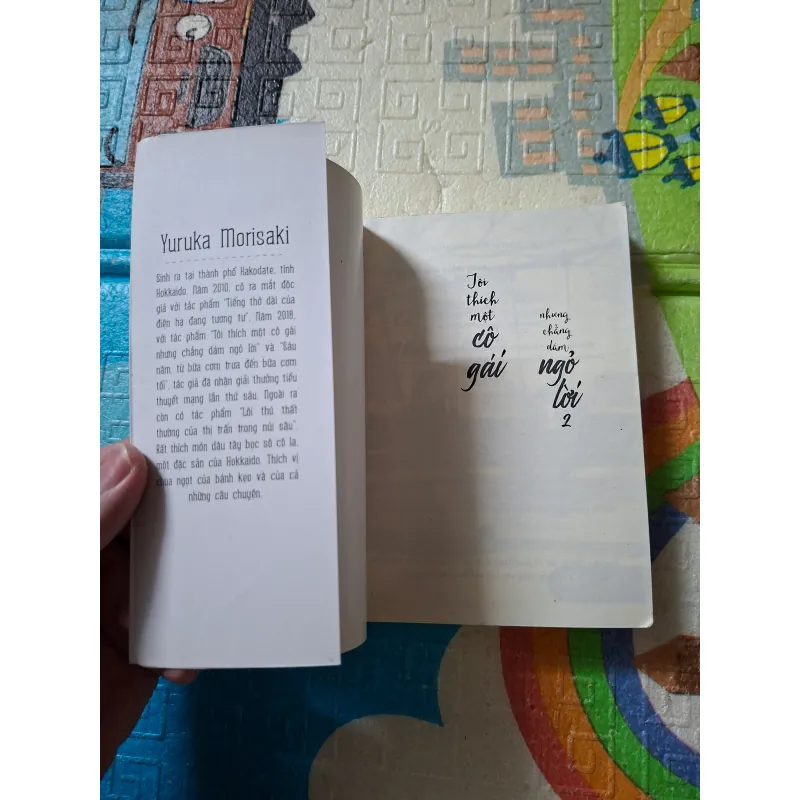 Yuruka Morisaki
Sinh ra tại thành phố Hakodate, tỉnh
Hokkaido. Năm 2010, cô ra mắt độc
giả với tác phẩm "Tiếng thở dài của
điền hạ đang tương tư". Năm 2018,
với tác phẩm "Tôi thích một cô gái
nhưng chẳng dám ngỏ lời" và "Sáu
năm, từ bữa cơm trưa đến bữa cơm
tối", tác giả đã nhận giải thưởng tiểu
thuyết mạng lần thứ sáu. Ngoài ra
còn có tác phẩm "Lôi thú thất
thường của thị trấn trong núi sâu".
Rất thích món dâu tây bọc sô cô la,
một đặc sản của Hokkaido. Thích vị
chua ngọt của bánh kẹo và của cả
những câu chuyện.
Tôi
thích
một
cô
gái
nhưng
chẳng
dám
ngỏ
lời
2